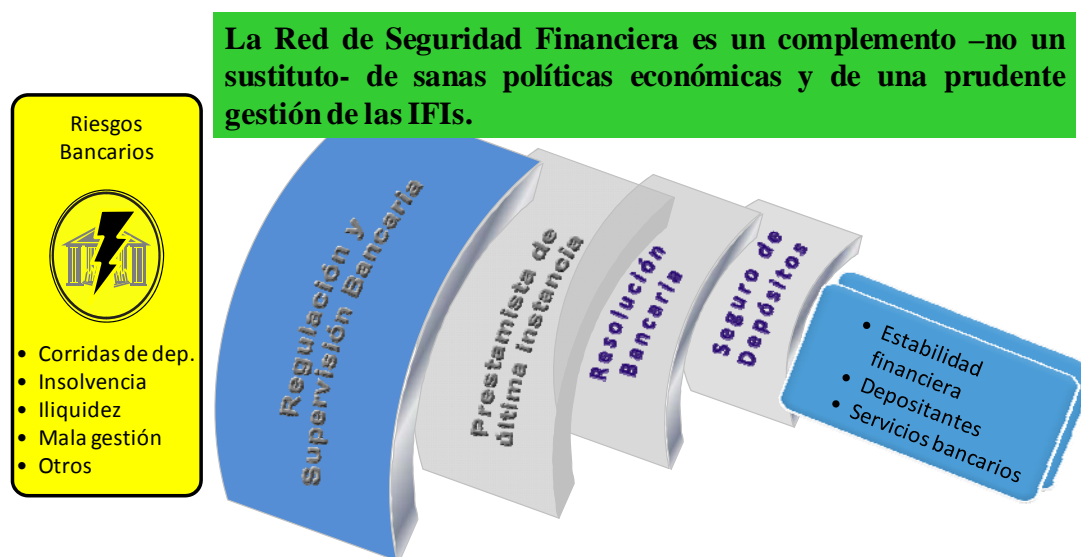 La Red de Seguridad Financiera es un complemento –no un
sustituto- de sanas políticas económicas y de una prudente
gestión de las IFIs.
Riesgos
Bancarios
• Corridas de dep.
• Insolvencia
• Iliquidez
• Mala gestión
• Otros
Regulación y
Supervisión Bancaria
Prestamista de
última instancia
Resolución
Bancaria
Seguro de
Depósitos
• Estabilidad
financiera
• Depositantes
• Servicios bancarios